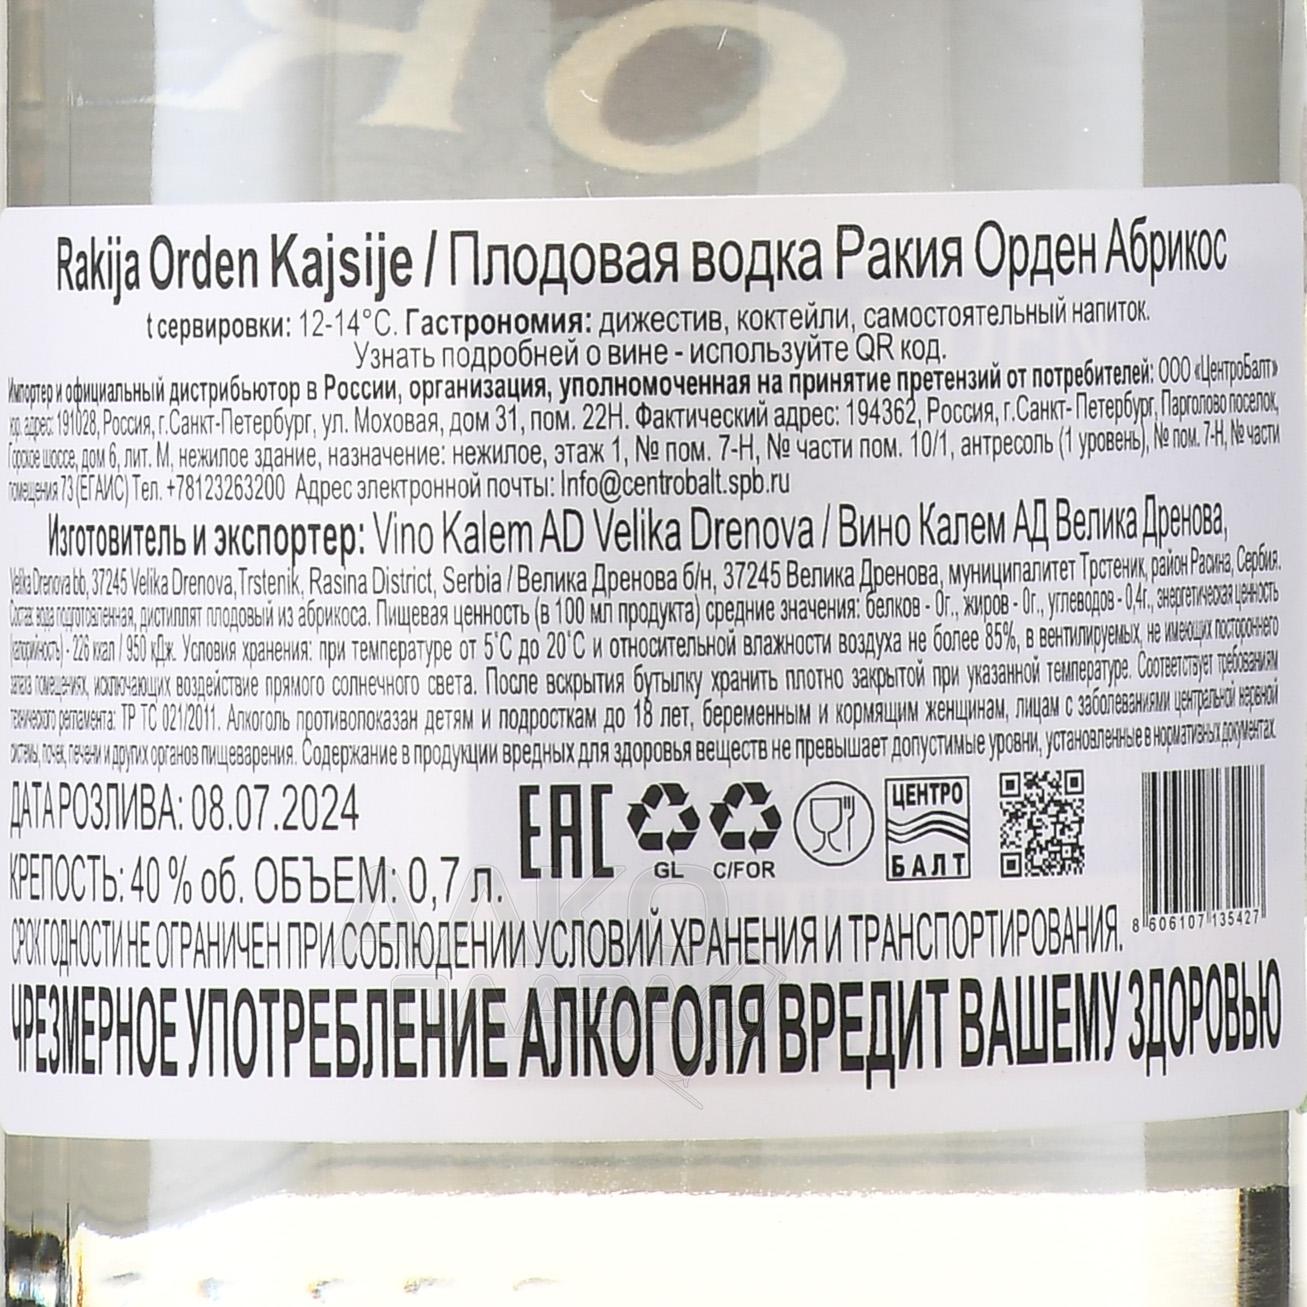 Rakija Orden Kajsije / Плодовая водка Ракия Орден Абрикос
t сервировки: 12-14°C. Гастрономия: дижестив, коктейли, самостоятельный напиток.
Узнать подробней о вине - используйте QR код.
Импортер и официальный дистрибьютор в России, организация, уполномоченная на принятие претензий от потребителей: ООО «ЦентроБалт»
юр. адрес: 191028, Россия, г.Санкт-Петербург, ул. Моховая, дом 31, пом. 22Н. Фактический адрес: 194362, Россия, г.Санкт- Петербург, Парголово поселок,
Горское шоссе, дом 6, лит. М, нежилое здание, назначение: нежилое, этаж 1, № пом. 7-Н, № части пом. 10/1, антресоль (1 уровень), № пом. 7-Н, № части
помещения 73 (ЕГАИС) Тел. +78123263200 Адрес электронной почты: Info@centrobalt.spb.ru
Изготовитель и экспортер: Vino Kalem AD Velika Drenova / Вино Калем АД Велика Дренова,
Velika Drenova bb, 37245 Velika Drenova, Trstenik, Rasina District, Serbia / Велика Дренова б/н, 37245 Велика Дренова, муниципалитет Трстеник, район Расина, Сербия.
Состав: вода подготовленная, дистиллят плодовый из абрикоса. Пищевая ценность (в 100 мл продукта) средние значения: белков - 0г., жиров - 0г., углеводов - 0,4г., энергетическая ценность
(калорийность) - 226 ккал / 950 кДж. Условия хранения: при температуре от 5°С до 20°С и относительной влажности воздуха не более 85%, в вентилируемых, не имеющих постороннего
запаха помещениях, исключающих воздействие прямого солнечного света. После вскрытия бутылку хранить плотно закрытой при указанной температуре. Соответствует требованиям
технического регламента: ТР ТС 021/2011. Алкоголь противопоказан детям и подросткам до 18 лет, беременным и кормящим женщинам, лицам с заболеваниями центральной нервной
системы, почек, печени и других органов пищеварения. Содержание в продукции вредных для здоровья веществ не превышает допустимые уровни, установленные в нормативных документах.
ДАТА РОЗЛИВА: 08.07.2024
КРЕПОСТЬ: 40 % об. ОБЪЕМ: 0,7 л.
EAC
GL
C/FOR
ЦЕНТРО
БАЛТ
8 606107 135427
СРОК ГОДНОСТИ НЕ ОГРАНИЧЕН ПРИ СОБЛЮДЕНИИ УСЛОВИЙ ХРАНЕНИЯ И ТРАНСПОРТИРОВАНИЯ.
ЧРЕЗМЕРНОЕ УПОТРЕБЛЕНИЕ АЛКОГОЛЯ ВРЕДИТ ВАШЕМУ ЗДОРОВЬЮ